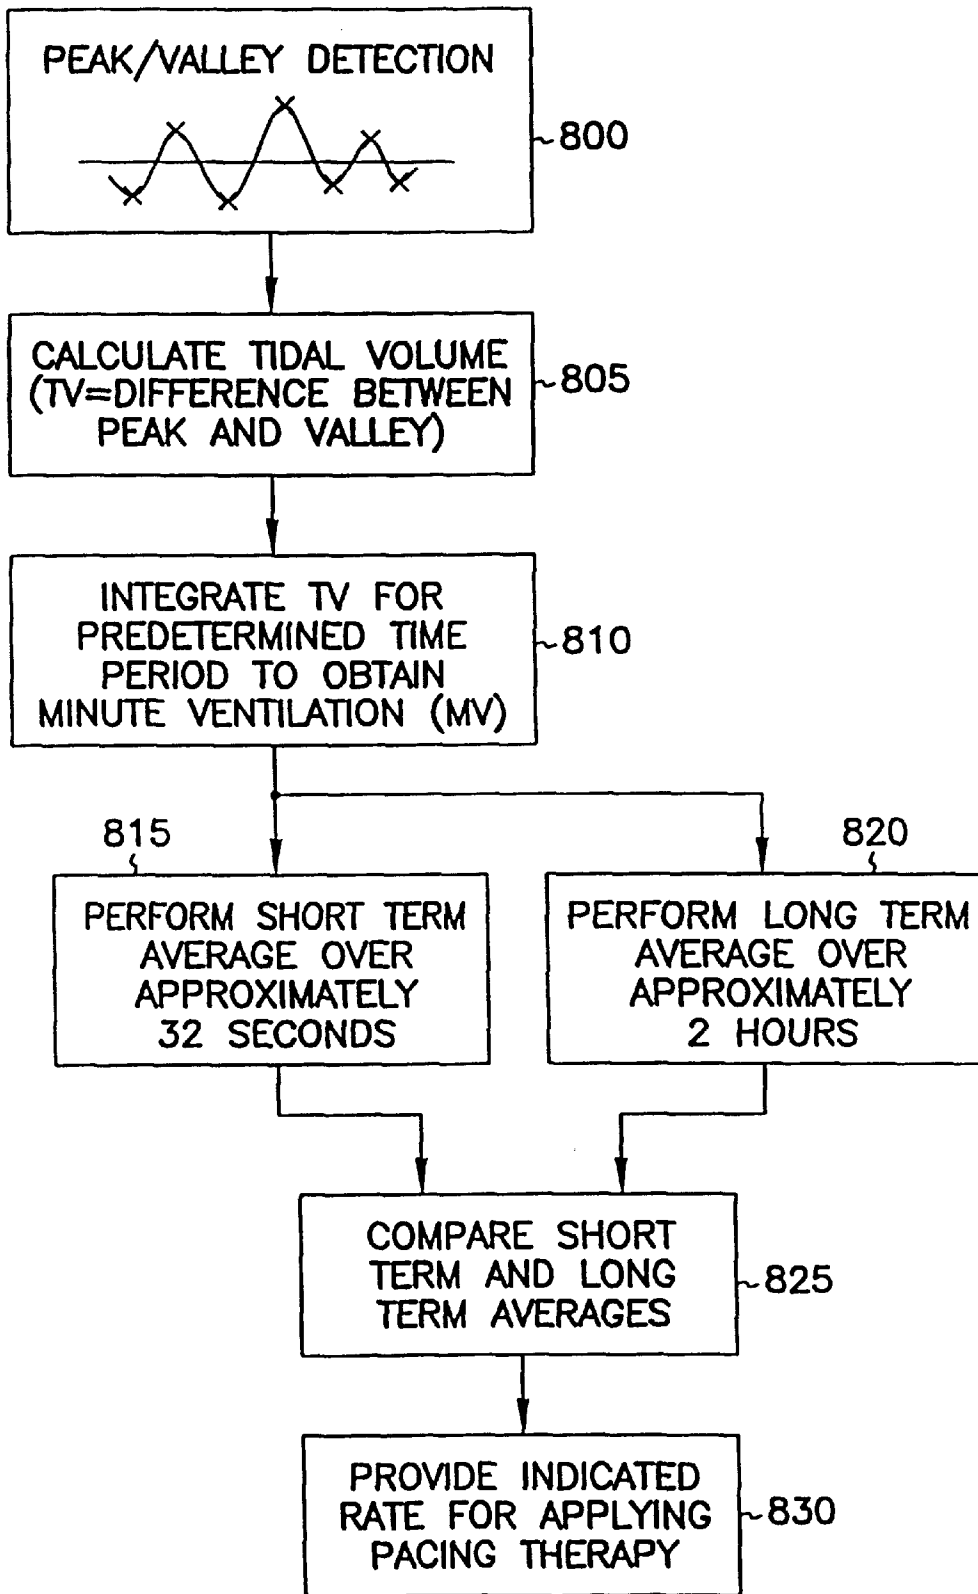 PEAK/VALLEY DETECTION
800
CALCULATE TIDAL VOLUME
(TV=DIFFERENCE BETWEEN
PEAK AND VALLEY)
805
INTEGRATE TV FOR
PREDETERMINED TIME
PERIOD TO OBTAIN
MINUTE VENTILATION (MV)
810
815
PERFORM SHORT TERM
AVERAGE OVER
APPROXIMATELY
32 SECONDS
820
PERFORM LONG TERM
AVERAGE OVER
APPROXIMATELY
2 HOURS
COMPARE SHORT
TERM AND LONG
TERM AVERAGES
825
PROVIDE INDICATED
RATE FOR APPLYING
PACING THERAPY
830